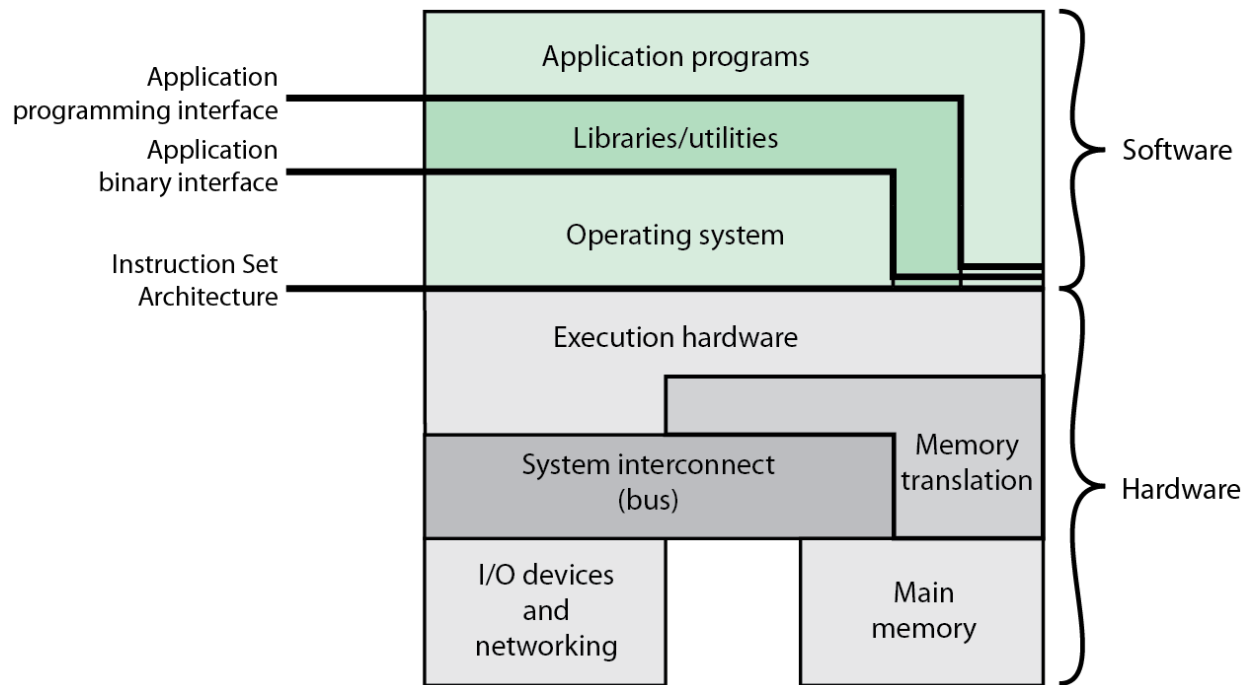 Application programs
Application
programming interface
Libraries/utilities
Application
binary interface
Software
Operating system
Instruction Set
Architecture
Execution hardware
Memory
translation
System interconnect
(bus)
Hardware
I/O devices
and
networking
Main
memory